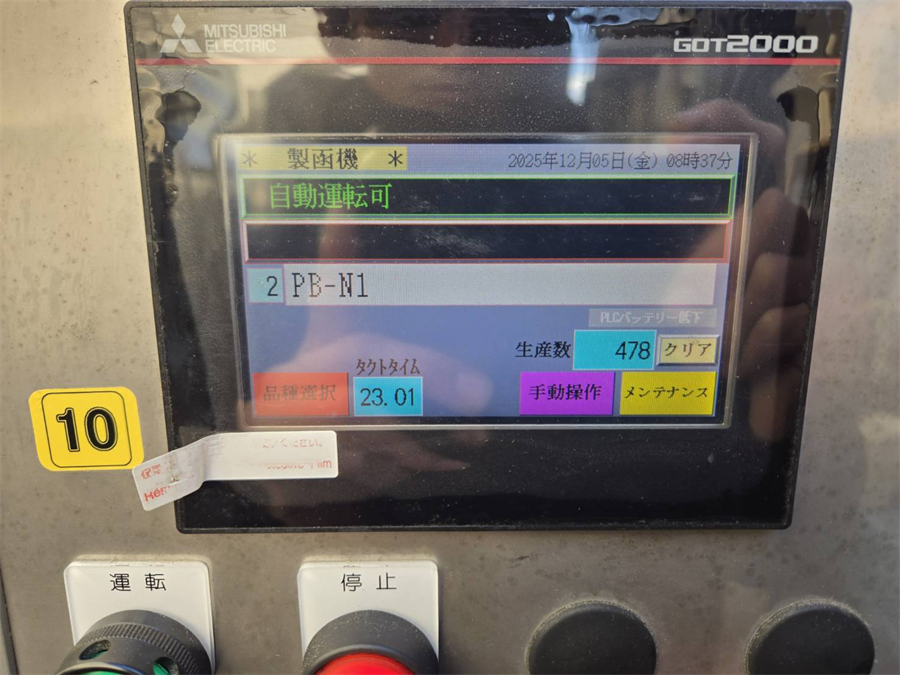 MITSUBISHI
ELECTRIC
GOT2000
* 製函機 *
2025年12月05日(金) 08時37分
自動運転可
2 PB-N1
PLCバッテリー低下
生産数 478 クリア
タクトタイム
品種選択 23.01 手動操作 メンテナンス
10
運転
停止